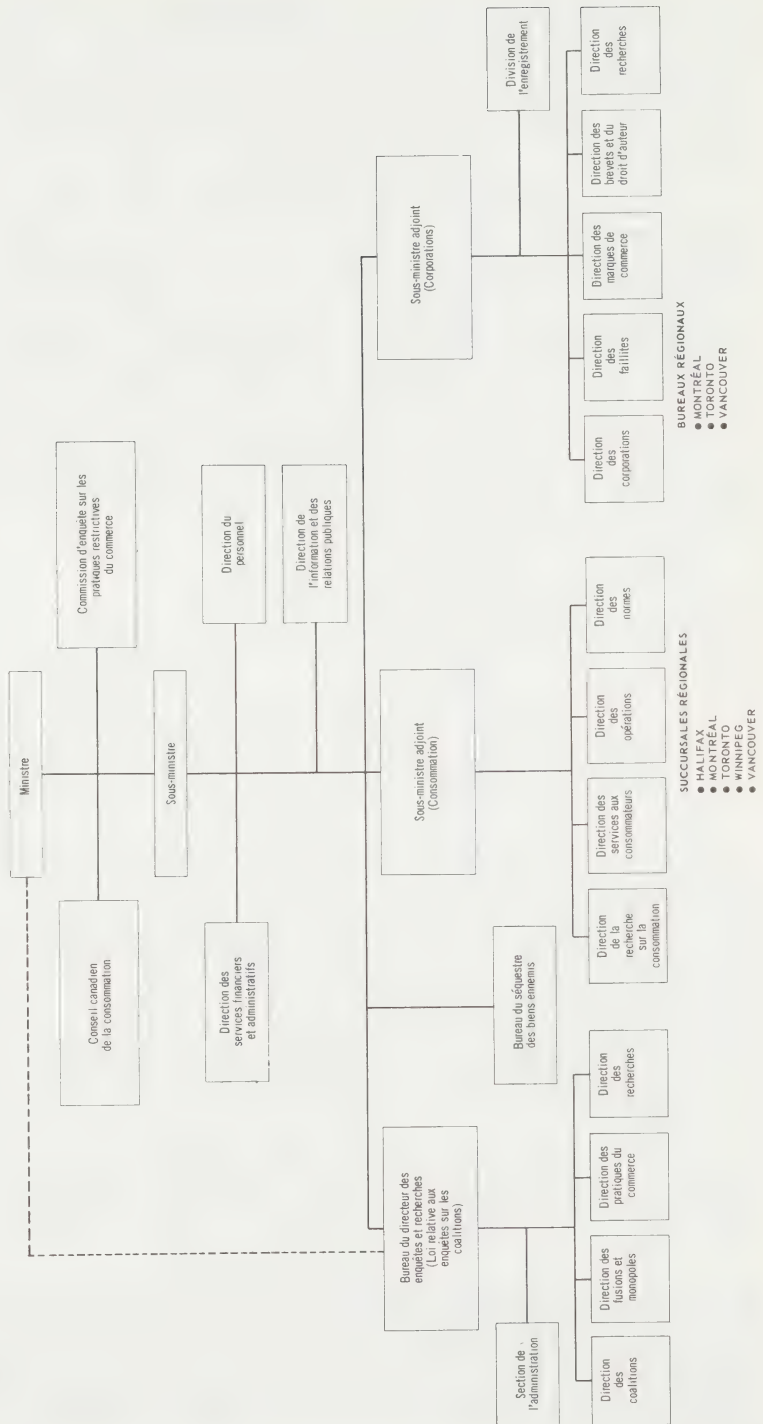 Ministre
Conseil canadien
de la consommation
Commission d'enquête sur les
pratiques restrictives
du commerce
Sous-ministre
Direction des
services financiers
et administratifs
Direction du
personnel
Direction de
l'information et des
relations publiques
Bureau du directeur des
enquêtes et recherches
(Loi relative aux
enquêtes sur les
coalitions)
Bureau du séquestre
des biens ennemis
Sous-ministre adjoint
(Consommation)
Sous-ministre adjoint
(Corporations)
Section de
l'administration
Division de
l'enregistrement
Direction
des
coalitions
Direction des
fusions et
monopoles
Direction des
pratiques du
commerce
Direction
des
recherches
Direction
de la
recherche
sur la
consommation
Direction des
services aux
consommateurs
Direction
des
opérations
Direction
des
normes
Direction
des
corporations
Direction
des
faillites
Direction des
marques de
commerce
Direction des
brevets et du
droit d'auteur
Direction
des
recherches
SUCCURSALES RÉGIONALES
● HALIFAX
● MONTRÉAL
● TORONTO
● WINNIPEG
● VANCOUVER
BUREAUX RÉGIONAUX
● MONTRÉAL
● TORONTO
● VANCOUVER